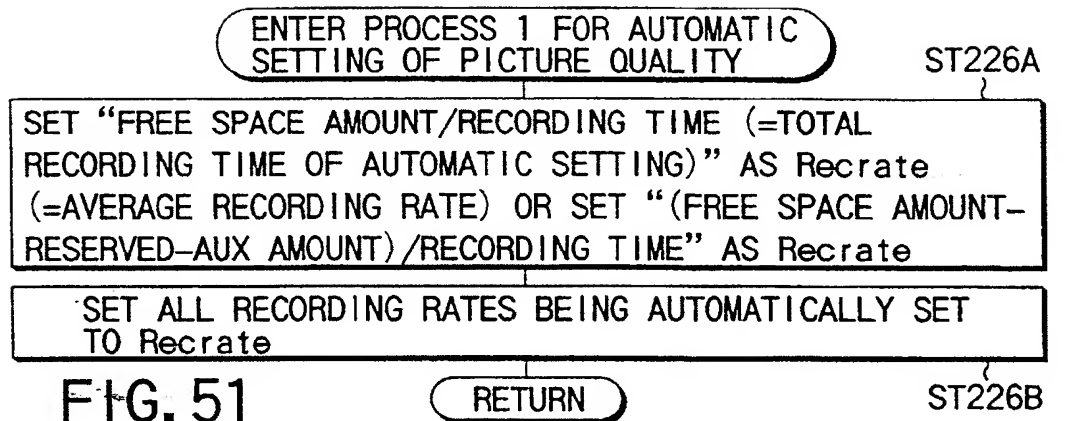 ENTER PROCESS 1 FOR AUTOMATIC
SETTING OF PICTURE QUALITY
ST226A
SET “FREE SPACE AMOUNT/RECORDING TIME (=TOTAL
RECORDING TIME OF AUTOMATIC SETTING)” AS Recrate
(=AVERAGE RECORDING RATE) OR SET “(FREE SPACE AMOUNT–
RESERVED–AUX AMOUNT)/RECORDING TIME” AS Recrate
SET ALL RECORDING RATES BEING AUTOMATICALLY SET
TO Recrate
ST226B
RETURN
FIG. 51